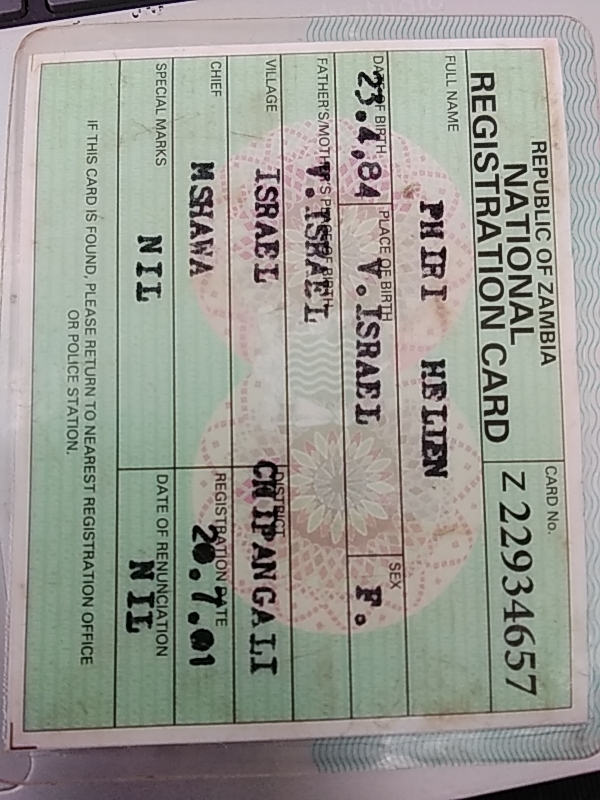 REPUBLIC OF ZAMBIA
NATIONAL
REGISTRATION CARD
CARD No.
Z 22934657
FULL NAME
PHIRI HELIEN
DATE OF BIRTH
23.4,84
PLACE OF BIRTH
V.ISRAEL
SEX
F.
FATHER'S/MOTHER'S PLACE OF BIRTH
V.ISRAEL
VILLAGE
ISRAEL
DISTRICT
CHIPANGALI
CHIEF
MSHAWA
REGISTRATION DATE
20.7.01
SPECIAL MARKS
NIL
DATE OF RENUNCIATION
NIL
IF THIS CARD IS FOUND, PLEASE RETURN TO NEAREST REGISTRATION OFFICE
OR POLICE STATION.